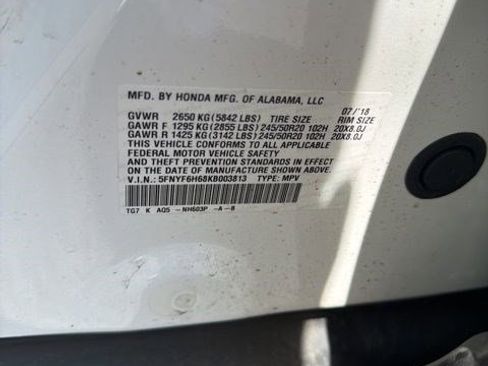 MFD. BY HONDA MFG. OF ALABAMA, LLC 07/'18
GVWR 2650 KG (5842 LBS) TIRE SIZE RIM SIZE
GAWR F 1295 KG (2855 LBS) 245/50R20 102H 20X8.0J
GAWR R 1425 KG (3142 LBS) 245/50R20 102H 20X8.0J
THIS VEHICLE CONFORMS TO ALL APPLICABLE
FEDERAL MOTOR VEHICLE SAFETY
AND THEFT PREVENTION STANDARDS IN EFFECT
ON THE DATE OF MANUFACTURE SHOWN ABOVE.
V.I.N.: 5FNYF6H68KB003813 TYPE: MPV
TG7 K AQ5 -NH603P -A-B